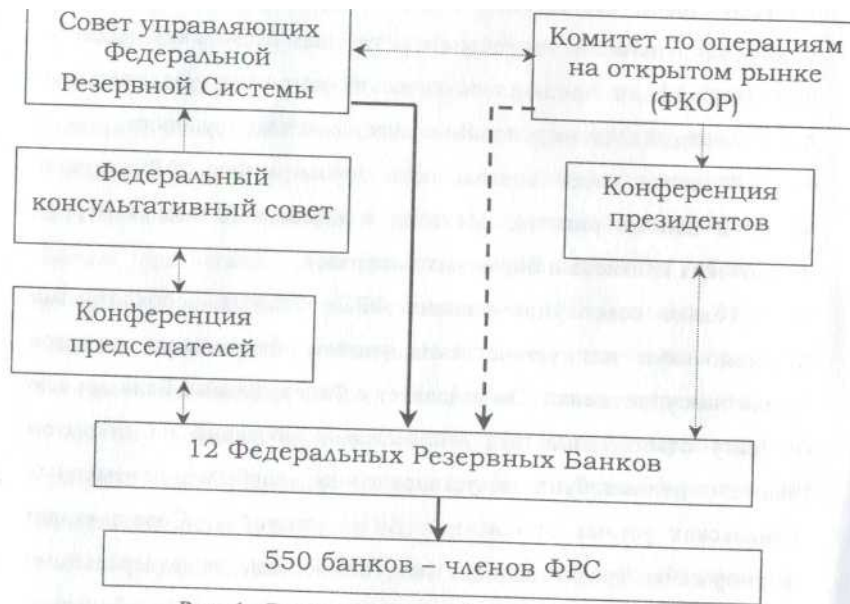 Совет управляющих
Федеральной
Резервной Системы
Комитет по операциям
на открытом рынке
(ФКОР)
Федеральный
консультативный совет
Конференция
президентов
Конференция
председателей
12 Федеральных Резервных Банков
550 банков - членов ФРС